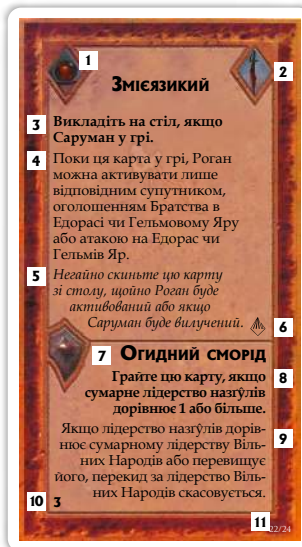 1
2
Змієязикий
3
Викладіть на стіл, якщо
Саруман у грі.
4
Поки ця карта у грі, Роган
можна активувати лише
відповідним супутником,
оголошенням Братства в
Едорасі чи Гельмовому Яру
або атакою на Едорас чи
Гельмів Яр.
5
Негайно скиньте цю карту
зі столу, щойно Роган буде
активований або якщо
Саруман буде вилучений.
6
7
Огидний сморід
Грайте цю карту, якщо
сумарне лідерство назґулів
дорівнює 1 або більше.
8
Якщо лідерство назґулів дорів-
нює сумарному лідерству Віль-
них Народів або перевищує
його, перекид за лідерство Віль-
них Народів скасовується.
9
10
3
11
22/24